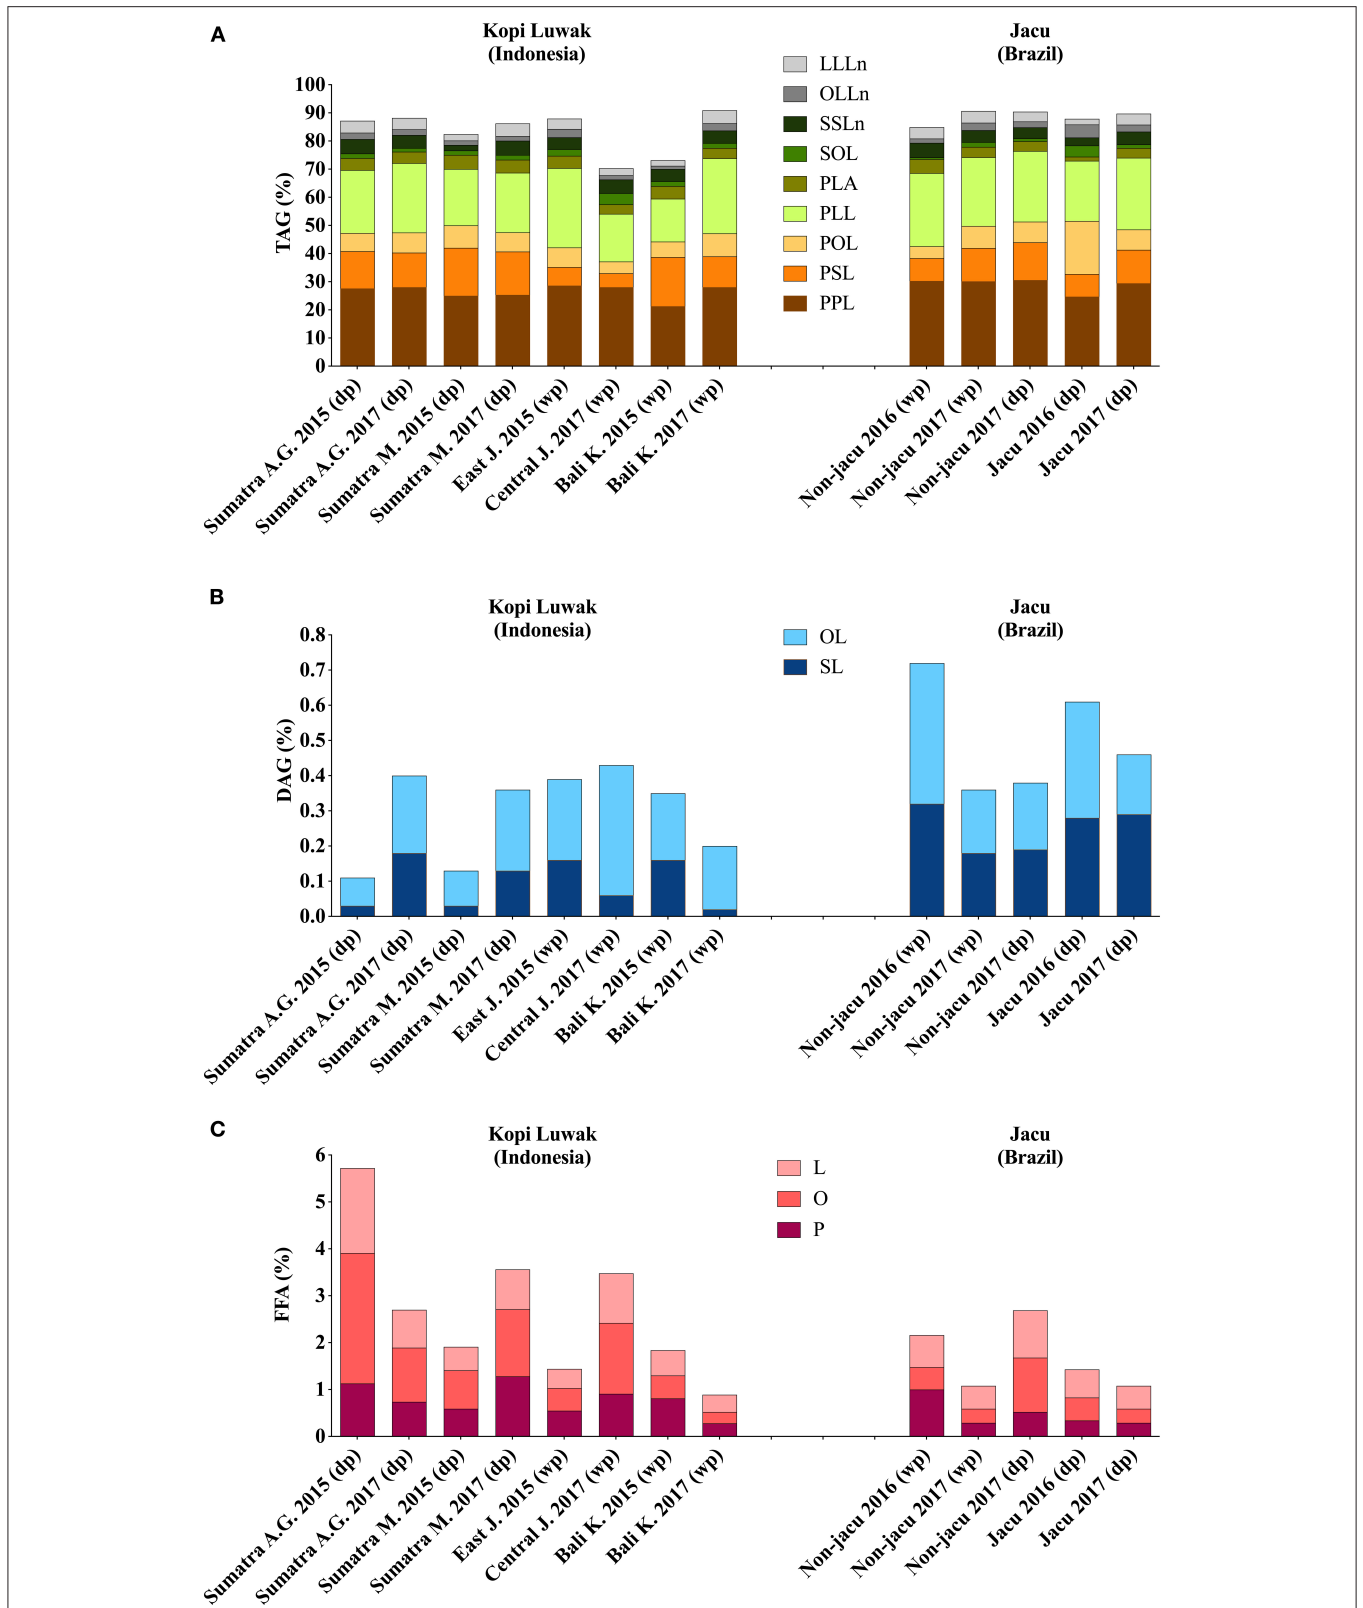 A
Kopi Luwak
(Indonesia)
Jacu
(Brazil)
LLLn
OLLn
SSLn
SOL
PLA
PLL
POL
PSL
PPL
TAG (%)
100
90
80
70
60
50
40
30
20
10
0
Sumatra A.G. 2015 (dp)
Sumatra A.G. 2017 (dp)
Sumatra M. 2015 (dp)
Sumatra M. 2017 (dp)
East J. 2015 (wp)
Central J. 2017 (wp)
Bali K. 2015 (wp)
Bali K. 2017 (wp)
Non-jacu 2016 (wp)
Non-jacu 2017 (wp)
Non-jacu 2017 (dp)
Jacu 2016 (dp)
Jacu 2017 (dp)
B
Kopi Luwak
(Indonesia)
Jacu
(Brazil)
OL
SL
DAG (%)
0.8
0.7
0.6
0.5
0.4
0.3
0.2
0.1
0.0
Sumatra A.G. 2015 (dp)
Sumatra A.G. 2017 (dp)
Sumatra M. 2015 (dp)
Sumatra M. 2017 (dp)
East J. 2015 (wp)
Central J. 2017 (wp)
Bali K. 2015 (wp)
Bali K. 2017 (wp)
Non-jacu 2016 (wp)
Non-jacu 2017 (wp)
Non-jacu 2017 (dp)
Jacu 2016 (dp)
Jacu 2017 (dp)
C
Kopi Luwak
(Indonesia)
Jacu
(Brazil)
L
O
P
FFA (%)
6
5
4
3
2
1
0
Sumatra A.G. 2015 (dp)
Sumatra A.G. 2017 (dp)
Sumatra M. 2015 (dp)
Sumatra M. 2017 (dp)
East J. 2015 (wp)
Central J. 2017 (wp)
Bali K. 2015 (wp)
Bali K. 2017 (wp)
Non-jacu 2016 (wp)
Non-jacu 2017 (wp)
Non-jacu 2017 (dp)
Jacu 2016 (dp)
Jacu 2017 (dp)